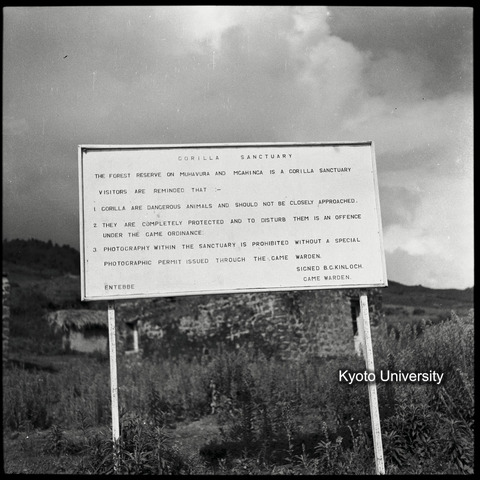 GORILLA SANCTUARY
THE FOREST RESERVE ON MUHAVURA AND MGAHINGA IS A GORILLA SANCTUARY
VISITORS ARE REMINDED THAT :-
1. GORILLA ARE DANGEROUS ANIMALS AND SHOULD NOT BE CLOSELY APPROACHED.
2. THEY ARE COMPLETELY PROTECTED AND TO DISTURB THEM IS AN OFFENCE
UNDER THE GAME ORDINANCE.
3. PHOTOGRAPHY WITHIN THE SANCTUARY IS PROHIBITED WITHOUT A SPECIAL
PHOTOGRAPHIC PERMIT ISSUED THROUGH THE GAME WARDEN.
SIGNED B.G.KINLOCH.
ENTEBBE GAME WARDEN.
Kyoto University